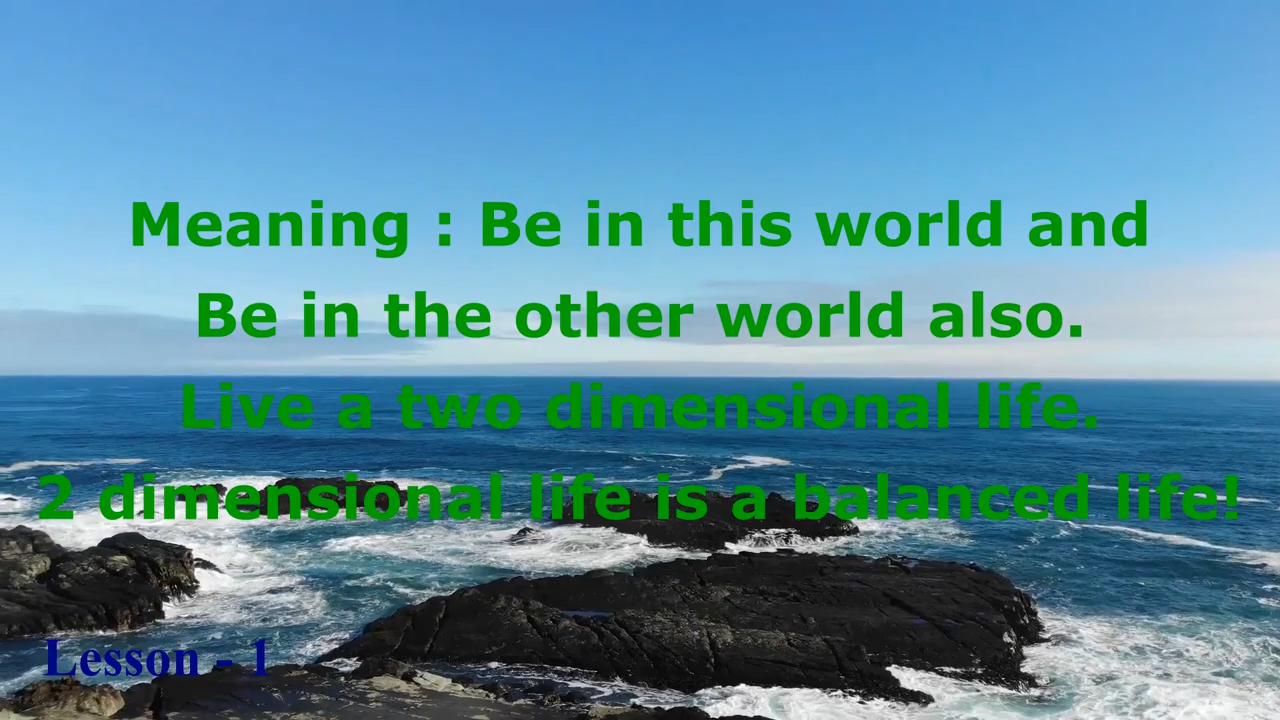 Meaning : Be in this world and
Be in the other world also.
Live a two dimensional life.
2 dimensional life is a balanced life!
Lesson - 1